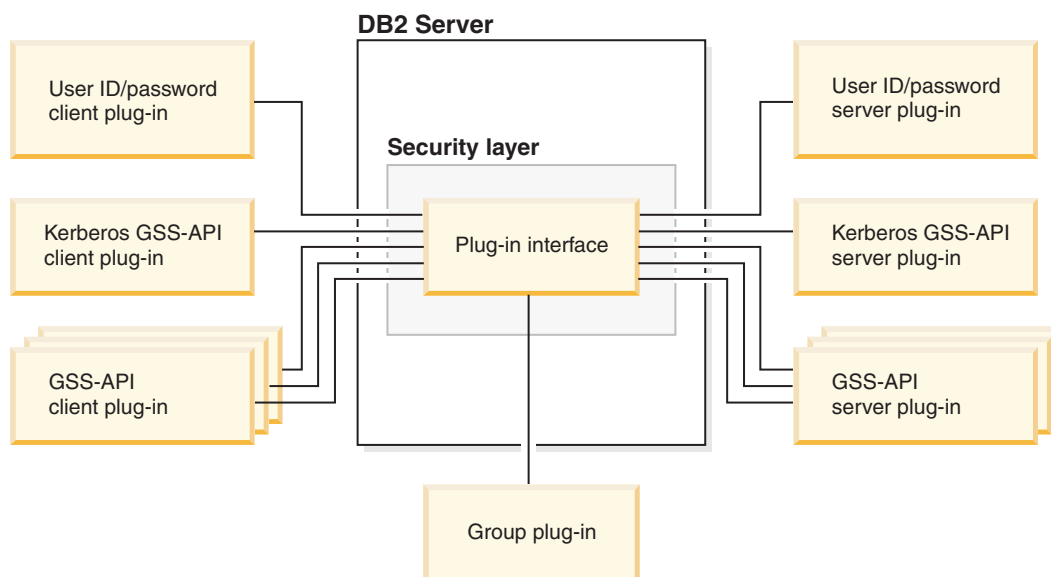 DB2 Server
User ID/password
client plug-in
User ID/password
server plug-in
Security layer
Kerberos GSS-API
client plug-in
Plug-in interface
Kerberos GSS-API
server plug-in
GSS-API
client plug-in
GSS-API
server plug-in
Group plug-in